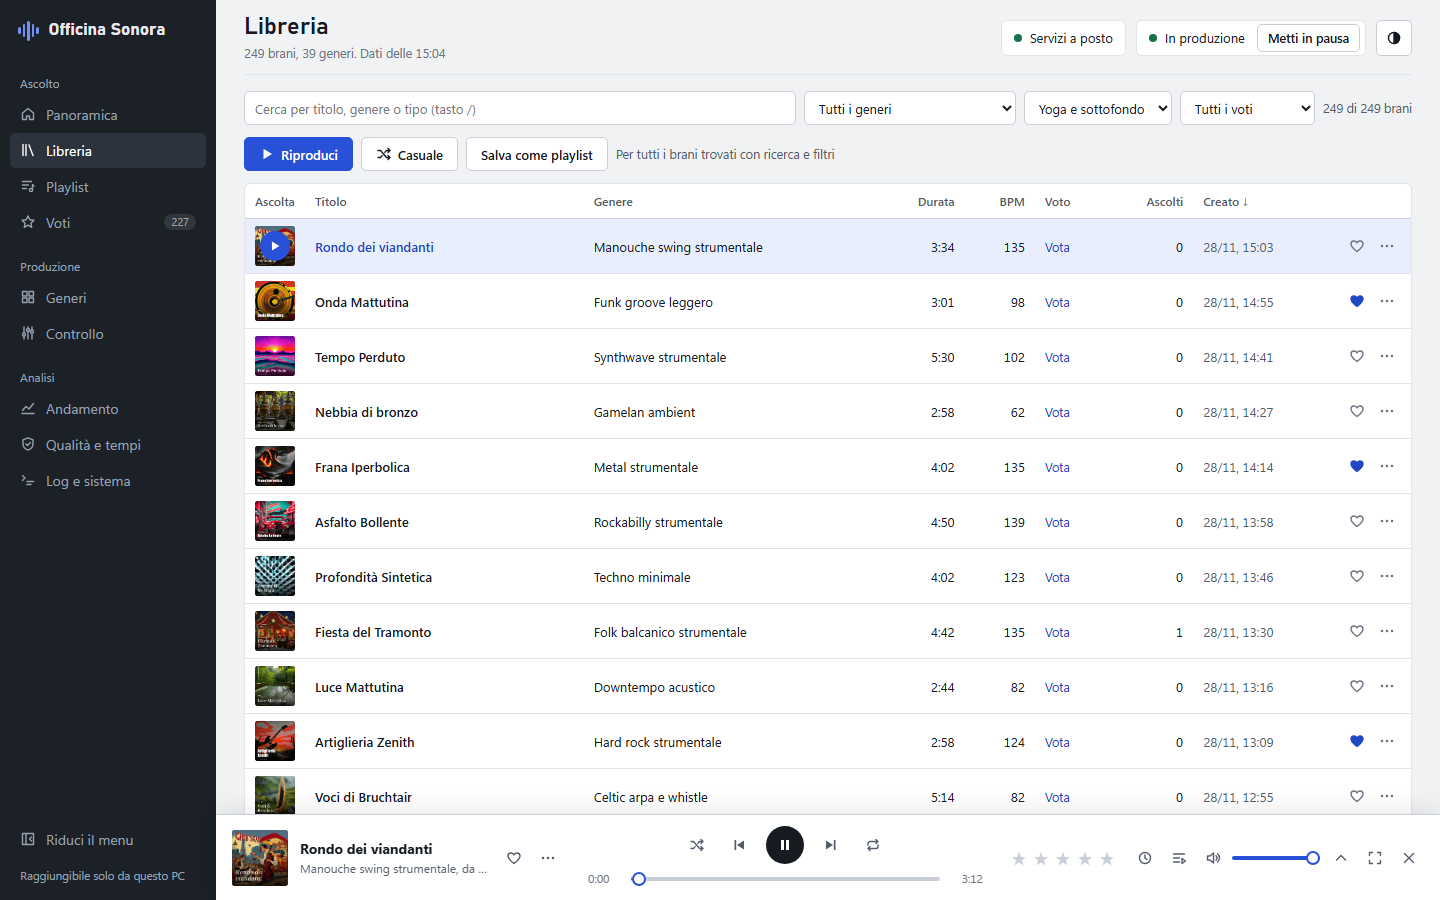 Officina Sonora
Ascolto
Panoramica
Libreria
Playlist
Voti 227
Produzione
Generi
Controllo
Analisi
Andamento
Qualità e tempi
Log e sistema
Riduci il menu
Raggiungibile solo da questo PC
Libreria
249 brani, 39 generi. Dati delle 15:04
Servizi a posto
In produzione Metti in pausa
Cerca per titolo, genere o tipo (tasto /) Tutti i generi Yoga e sottofondo Tutti i voti 249 di 249 brani
Riproduci Casuale Salva come playlist Per tutti i brani trovati con ricerca e filtri
Ascolta Titolo Genere Durata BPM Voto Ascolti Creato ↓
Rondo dei viandanti Manouche swing strumentale 3:34 135 Vota 0 28/11, 15:03
Onda Mattutina Funk groove leggero 3:01 98 Vota 0 28/11, 14:55
Tempo Perduto Synthwave strumentale 5:30 102 Vota 0 28/11, 14:41
Nebbia di bronzo Gamelan ambient 2:58 62 Vota 0 28/11, 14:27
Frana Iperbolica Metal strumentale 4:02 135 Vota 0 28/11, 14:14
Asfalto Bollente Rockabilly strumentale 4:50 139 Vota 0 28/11, 13:58
Profondità Sintetica Techno minimale 4:02 123 Vota 0 28/11, 13:46
Fiesta del Tramonto Folk balcanico strumentale 4:42 135 Vota 1 28/11, 13:30
Luce Mattutina Downtempo acustico 2:44 82 Vota 0 28/11, 13:16
Artiglieria Zenith Hard rock strumentale 2:58 124 Vota 0 28/11, 13:09
Voci di Bruchtair Celtic arpa e whistle 5:14 82 Vota 0 28/11, 12:55
Rondo dei viandanti
Manouche swing strumentale, da ...
0:00 3:12